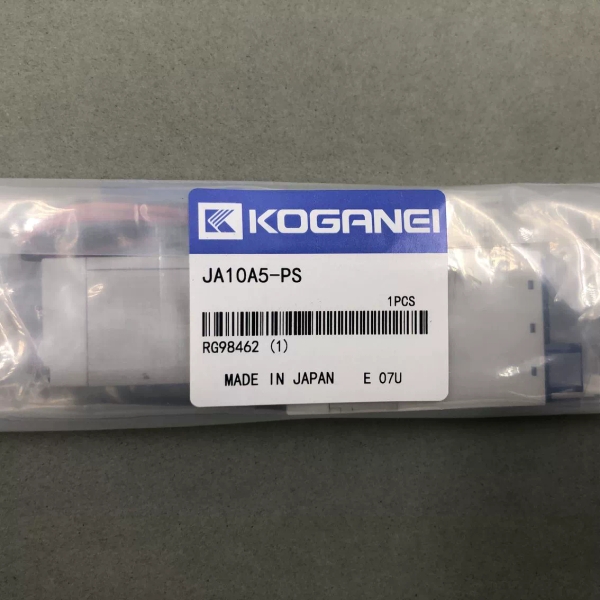 KOGANEI
JA10A5-PS
1PCS
RG98462 (1)
MADE IN JAPAN E 07U